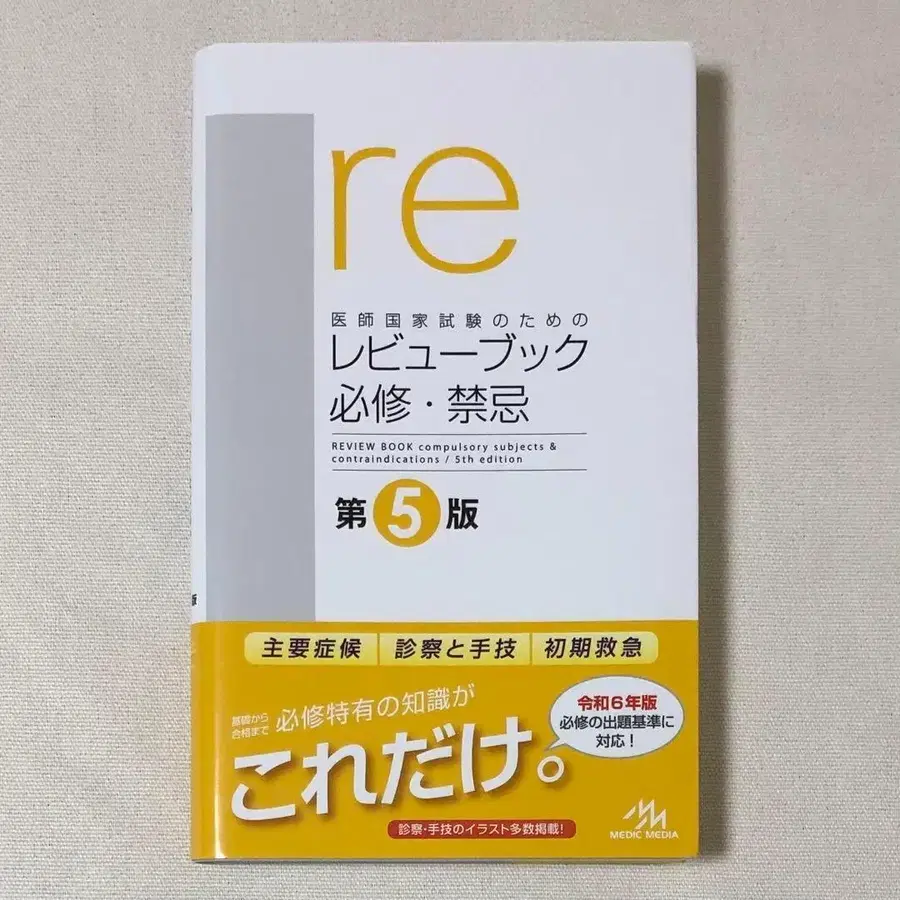 re
医師国家試験のための
レビューブック
必修・禁忌
REVIEW BOOK compulsory subjects &
contraindications / 5th edition
第5版
版
主要症候 診察と手技 初期救急
基礎から
合格まで
必修特有の知識が
これだけ。
令和6年版
必修の出題基準に
対応！
診察・手技のイラスト多数掲載！
MEDIC MEDIA